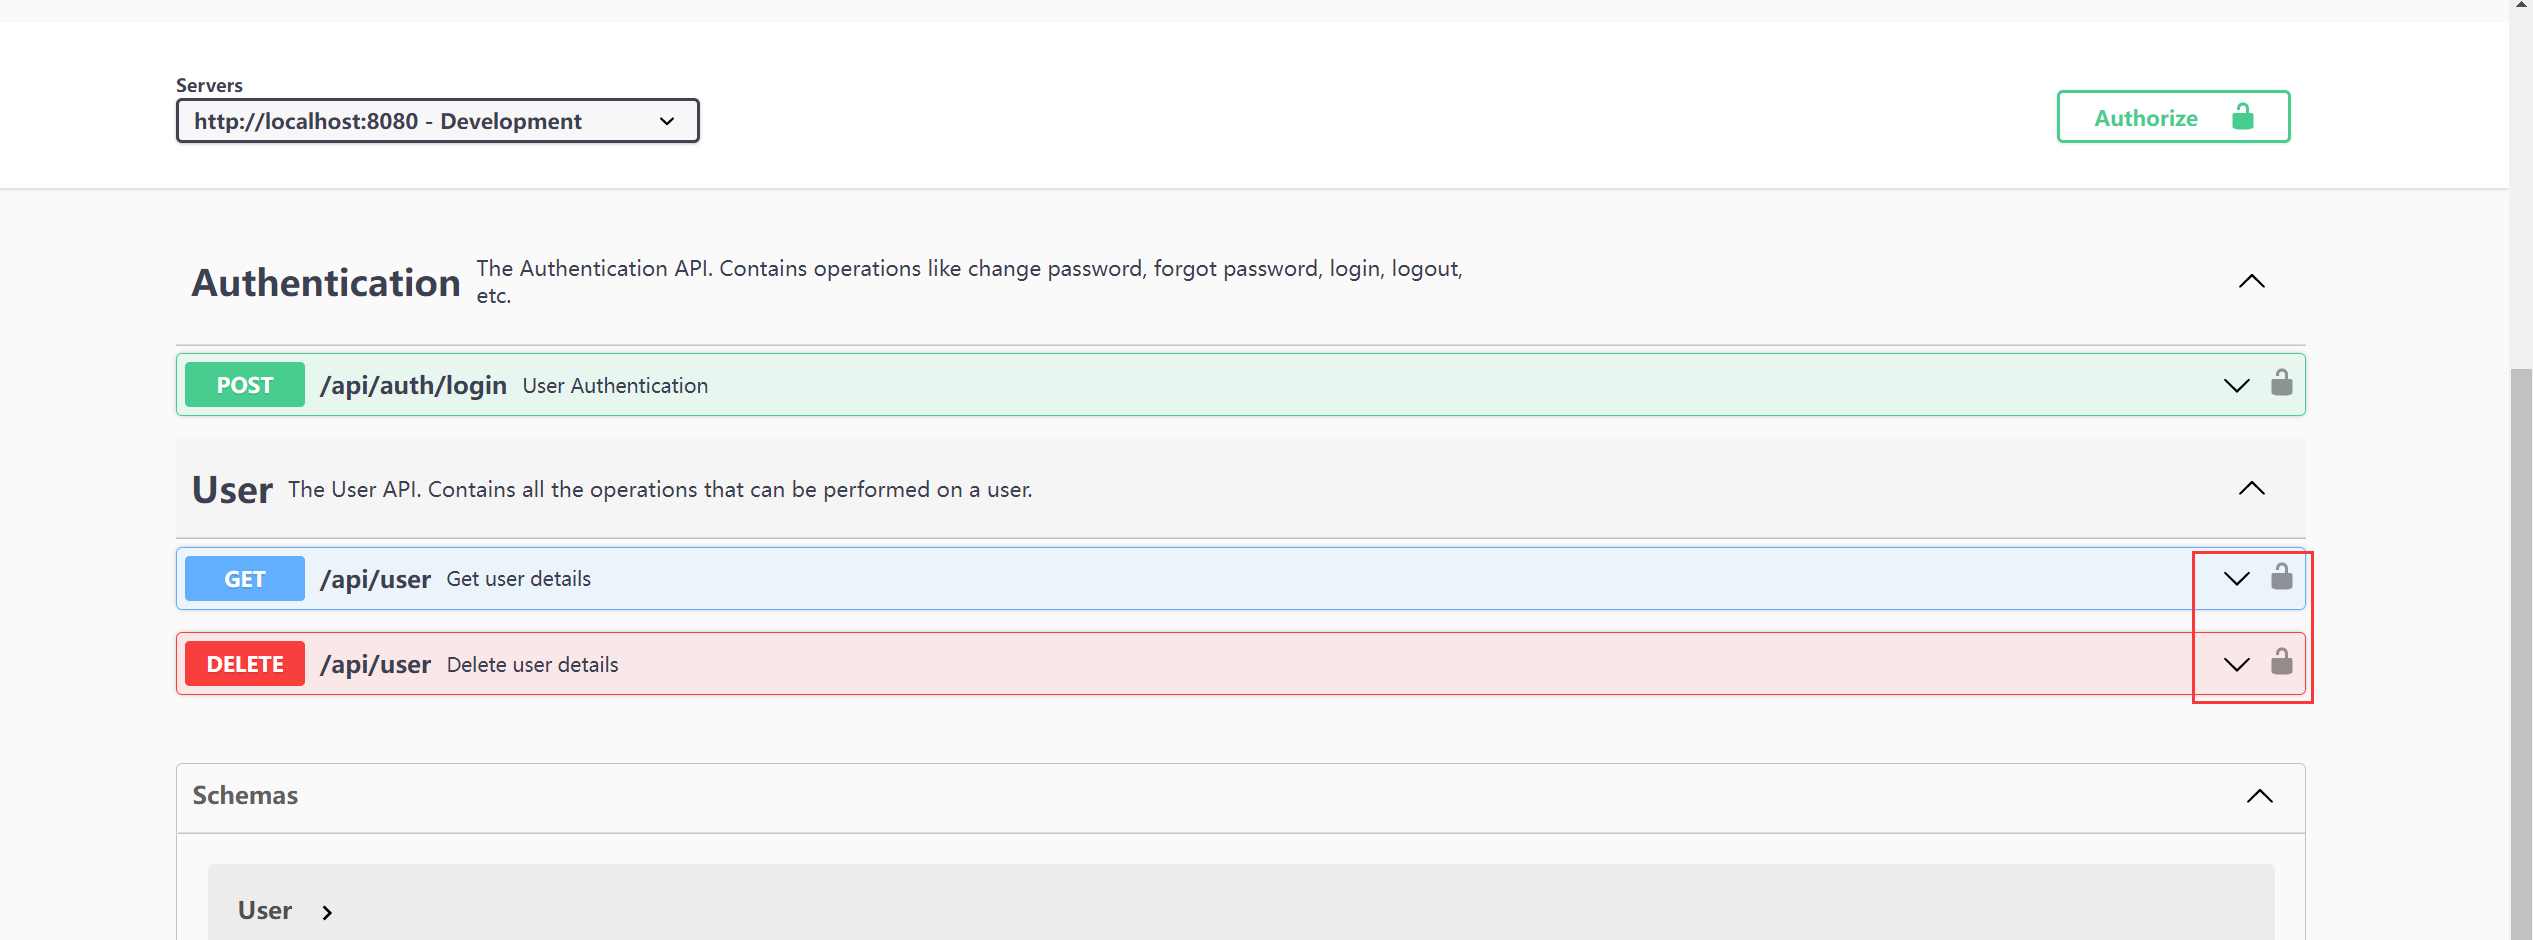 Servers
http://localhost:8080 - Development
Authorize
Authentication
The Authentication API. Contains operations like change password, forgot password, login, logout,
etc.
POST /api/auth/login User Authentication
User The User API. Contains all the operations that can be performed on a user.
GET /api/user Get user details
DELETE /api/user Delete user details
Schemas
User